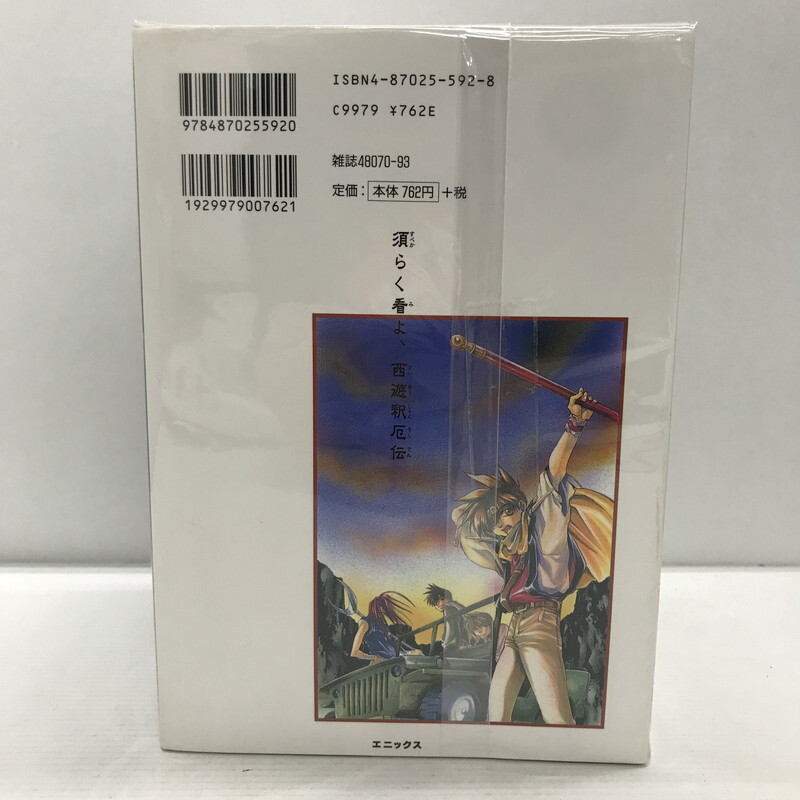 ISBN4-87025-592-8
C9979 ¥762E
9784870255920
雑誌48070-93
定価：本体762円+税
1929979007621
須らく看よ、西遊釈厄伝
エニックス